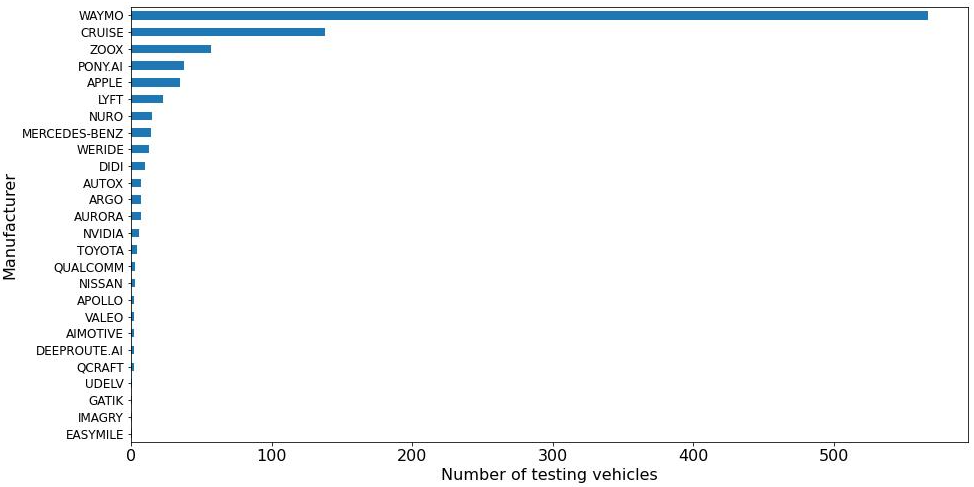 WAYMO
CRUISE
ZOOX
PONY.AI
APPLE
LYFT
NURO
MERCEDES-BENZ
WERIDE
DIDI
AUTOX
ARGO
AURORA
NVIDIA
TOYOTA
QUALCOMM
NISSAN
APOLLO
VALEO
AIMOTIVE
DEEPROUTE.AI
QCRAFT
UDELV
GATIK
IMAGRY
EASYMILE
Manufacturer
0 100 200 300 400 500
Number of testing vehicles